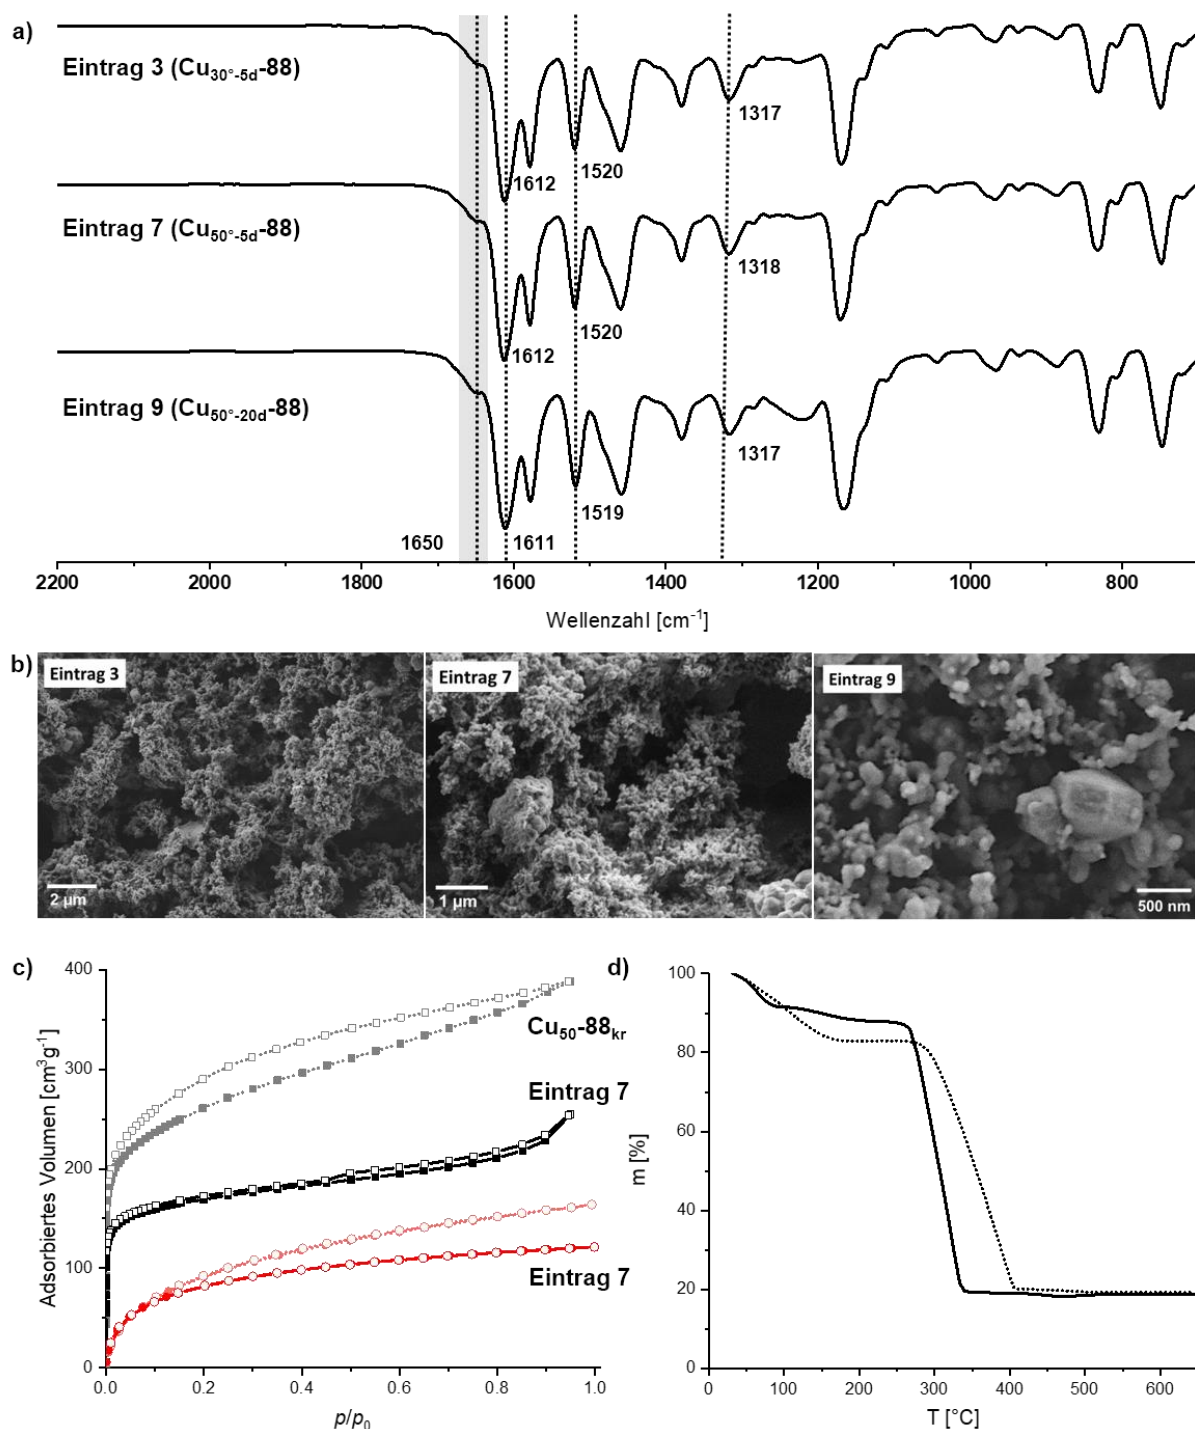 a)
Eintrag 3 (Cu30°-5d-88)
1317
1612
1520
Eintrag 7 (Cu50°-5d-88)
1318
1612
1520
Eintrag 9 (Cu50°-20d-88)
1317
1519
1650
1611
2200 2000 1800 1600 1400 1200 1000 800
Wellenzahl [cm⁻¹]
b)
Eintrag 3
2 µm
Eintrag 7
1 µm
Eintrag 9
500 nm
c)
Adsorbiertes Volumen [cm³g⁻¹]
400
300
200
100
0
Cu50-88kr
Eintrag 7
Eintrag 7
0.0 0.2 0.4 0.6 0.8 1.0
p/p0
d)
m [%]
100
80
60
40
20
0
0 100 200 300 400 500 600
T [°C]